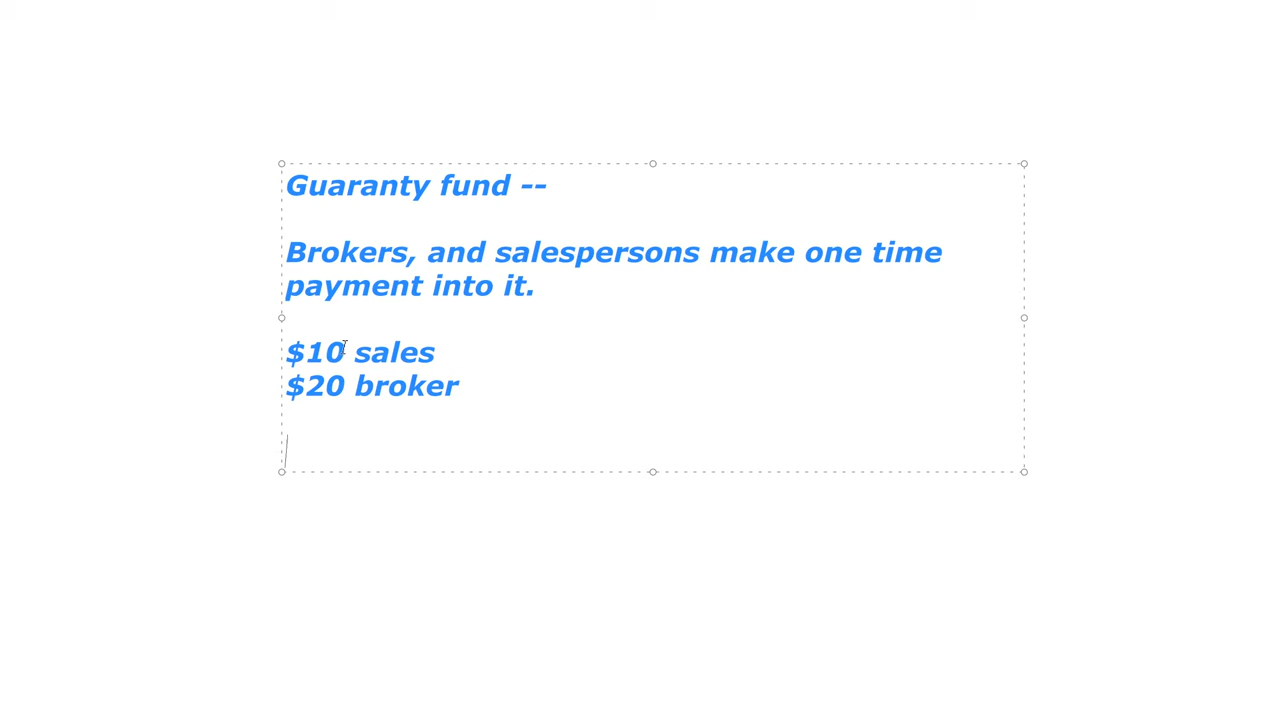 Guaranty fund --
Brokers, and salespersons make one time
payment into it.
$10 sales
$20 broker